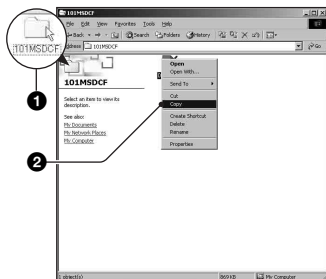 101MSDCF
File Edit View Favorites Tools Help
Back Search Folders History
Address 101MSDCF Go
101MSDCF
101MSDCF
Select an item to view its
description.
See also:
My Documents
My Network Places
My Computer
Open
Open With...
Send To
Cut
Copy
Create Shortcut
Delete
Rename
Properties
1
2
1 object(s) 869 KB My Computer